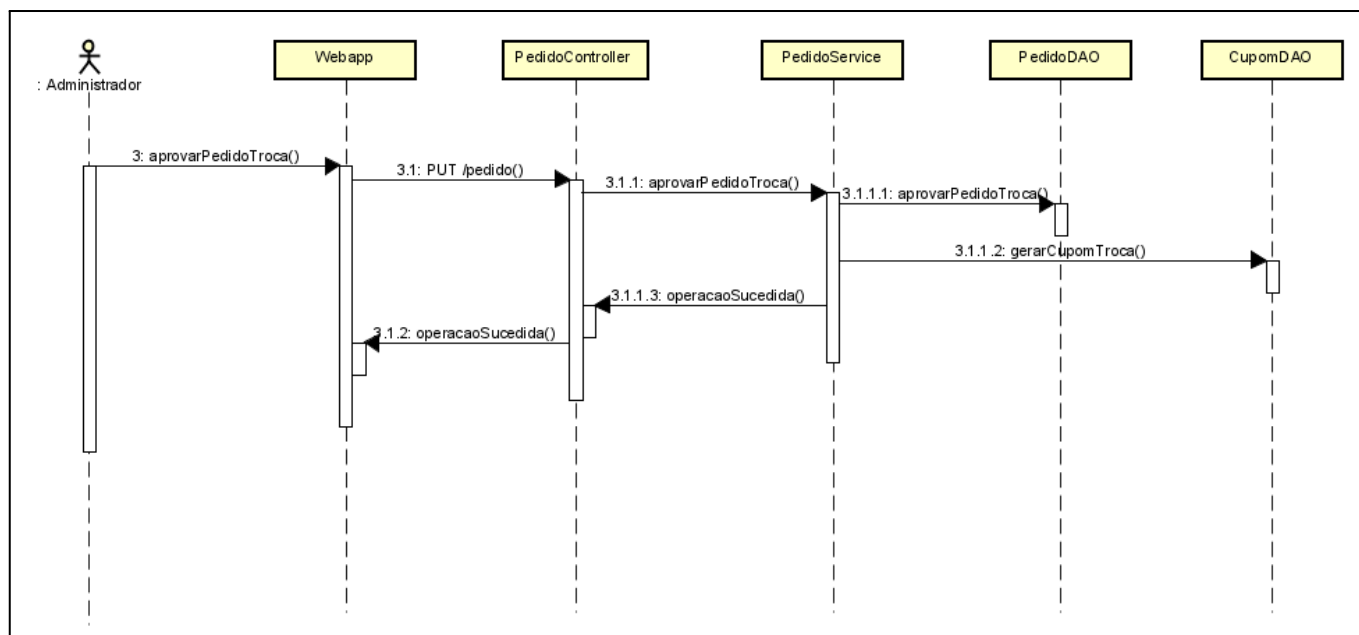 Webapp
PedidoController
PedidoService
PedidoDAO
CupomDAO
: Administrador
3: aprovarPedidoTroca()
3.1: PUT /pedido()
3.1.1: aprovarPedidoTroca()
3.1.1.1: aprovarPedidoTroca()
3.1.1.2: gerarCupomTroca()
3.1.1.3: operacaoSucedida()
3.1.2: operacaoSucedida()